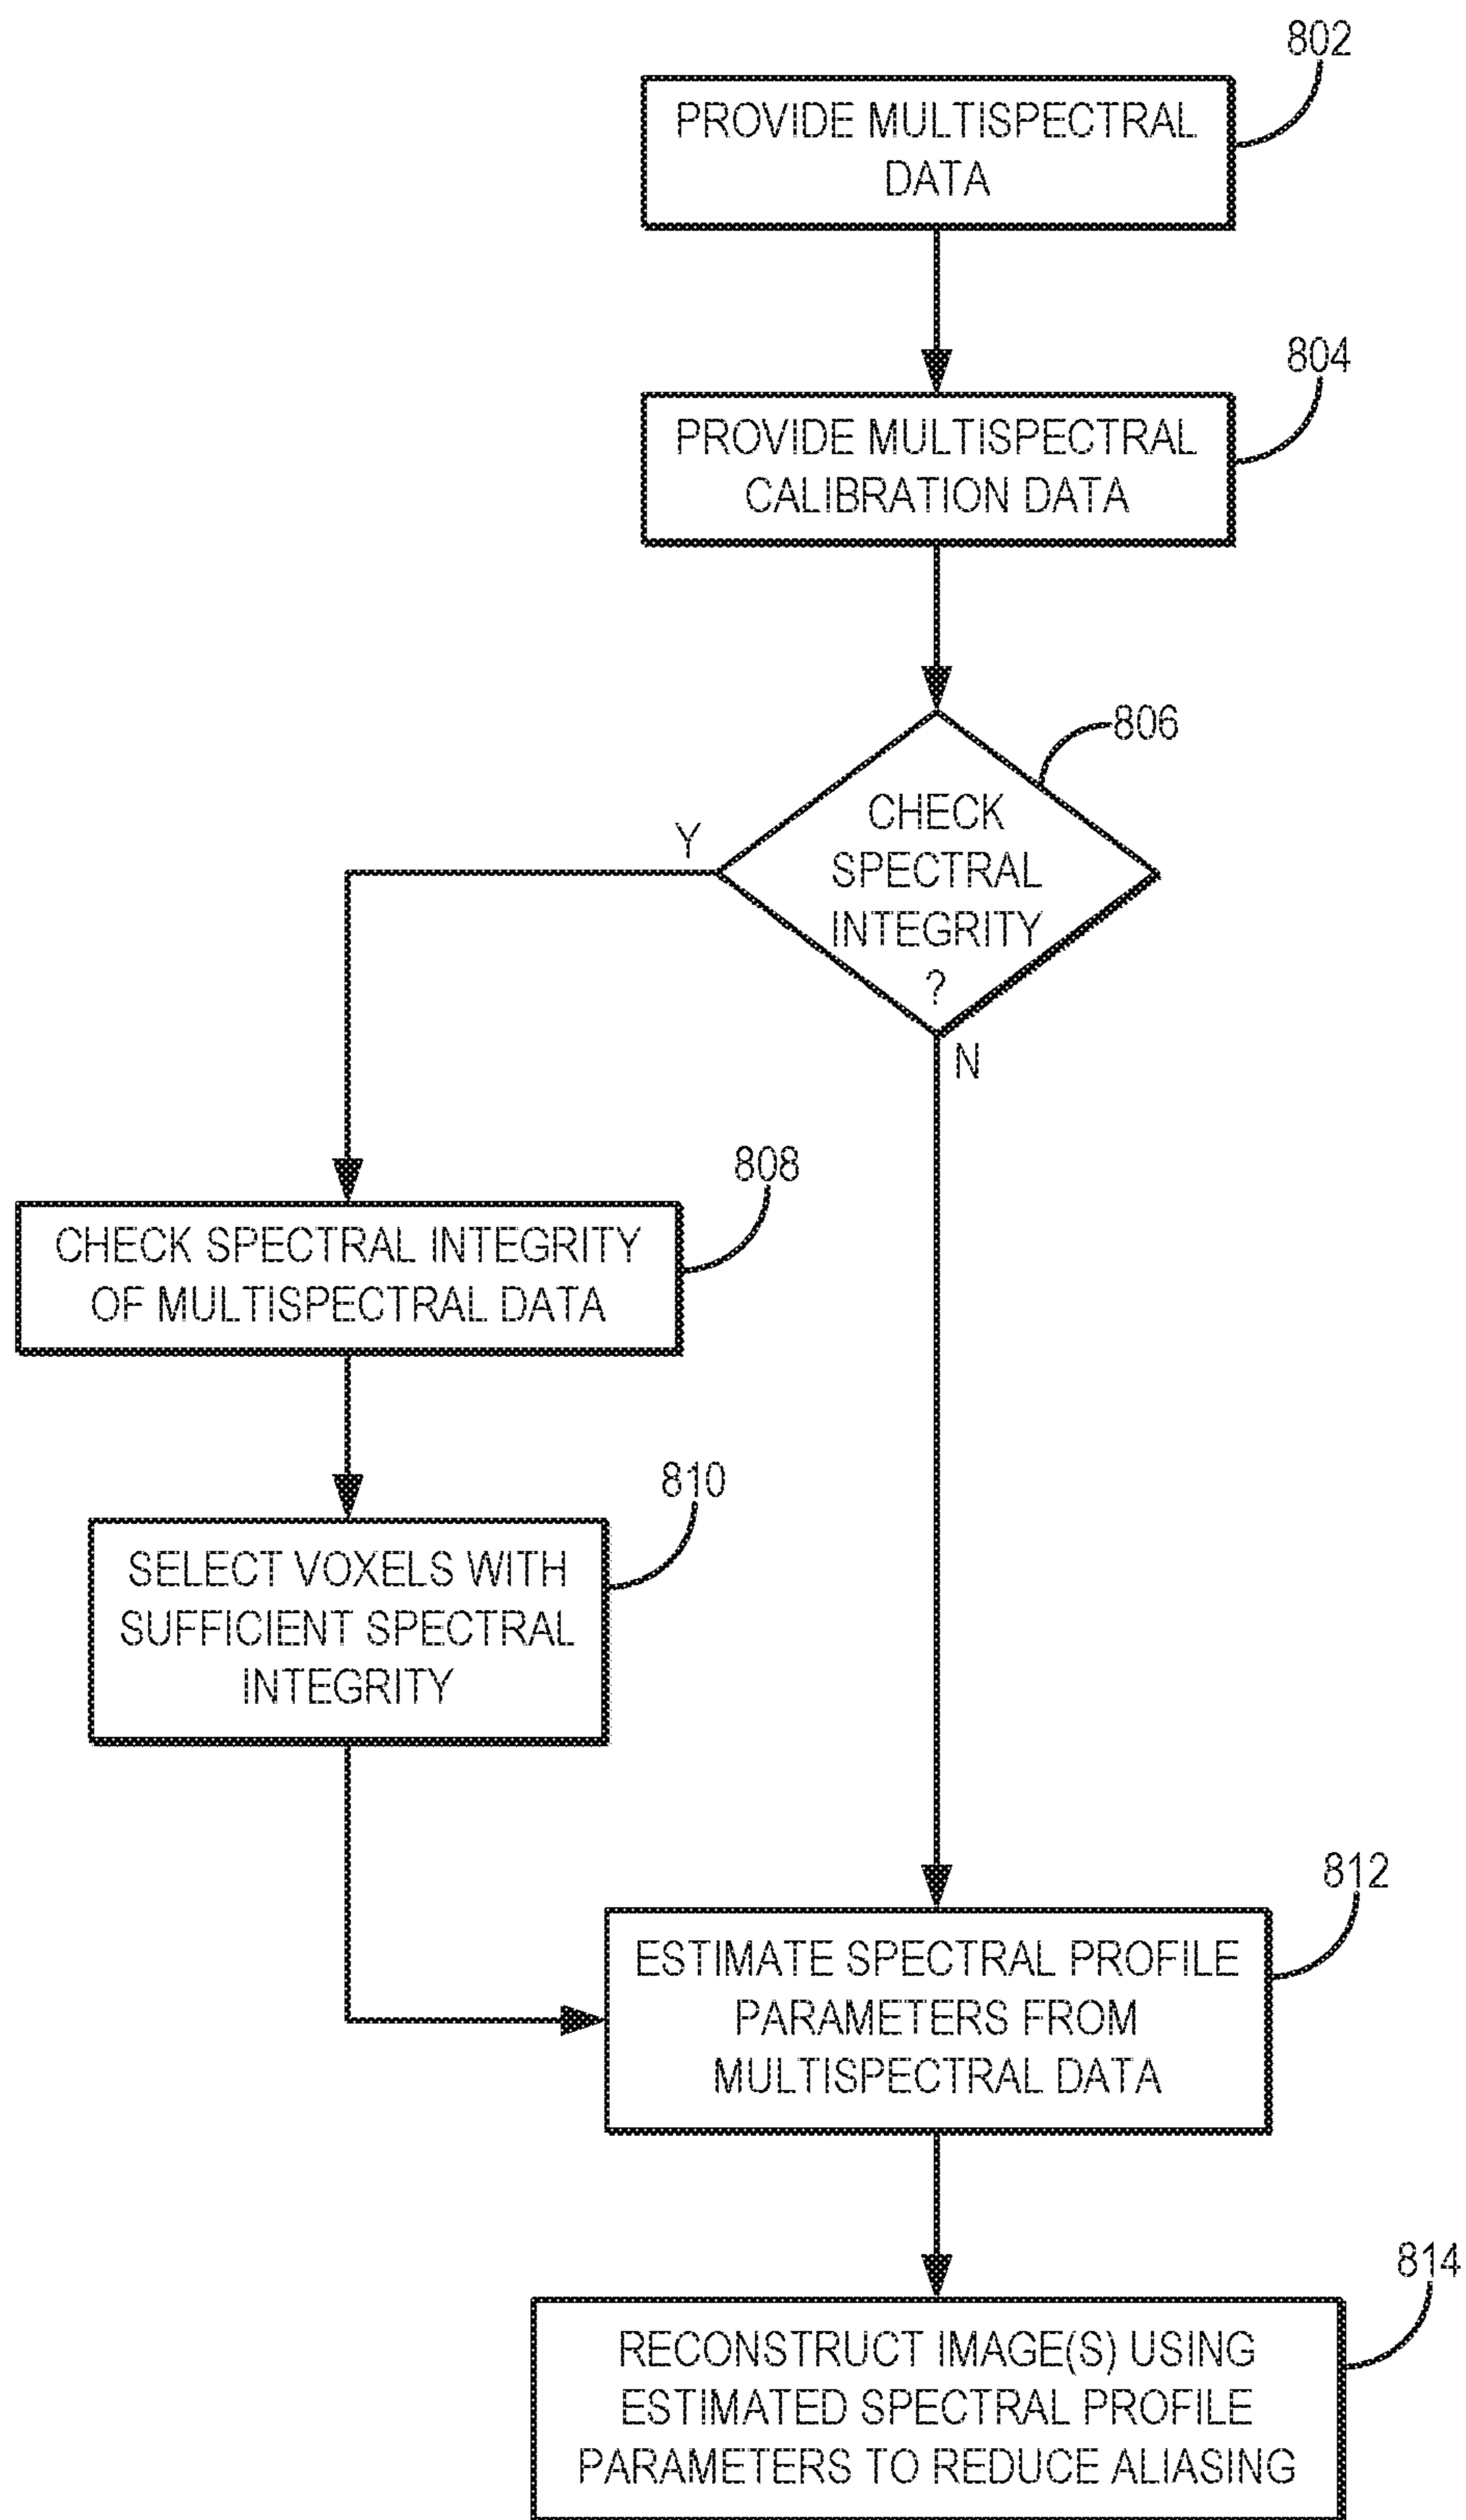 802
PROVIDE MULTISPECTRAL
DATA
804
PROVIDE MULTISPECTRAL
CALIBRATION DATA
806
CHECK
SPECTRAL
INTEGRITY
?
Y
N
808
CHECK SPECTRAL INTEGRITY
OF MULTISPECTRAL DATA
810
SELECT VOXELS WITH
SUFFICIENT SPECTRAL
INTEGRITY
812
ESTIMATE SPECTRAL PROFILE
PARAMETERS FROM
MULTISPECTRAL DATA
814
RECONSTRUCT IMAGE(S) USING
ESTIMATED SPECTRAL PROFILE
PARAMETERS TO REDUCE ALIASING